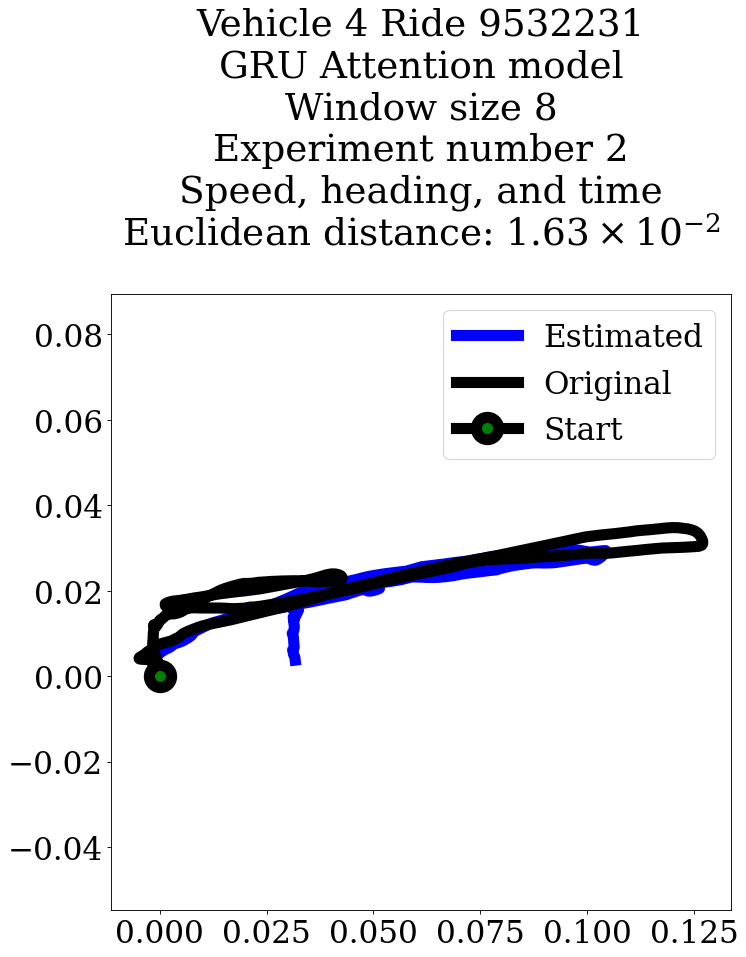 Vehicle 4 Ride 9532231
GRU Attention model
Window size 8
Experiment number 2
Speed, heading, and time
Euclidean distance: 1.63 × 10⁻²
Estimated
Original
Start
0.08
0.06
0.04
0.02
0.00
−0.02
−0.04
0.000 0.025 0.050 0.075 0.100 0.125